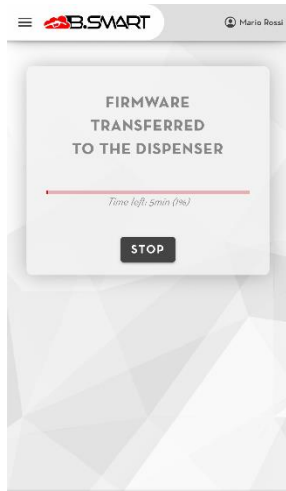 B.SMART
Mario Rossi
FIRMWARE
TRANSFERRED
TO THE DISPENSER
Time left: 5min (1%)
STOP